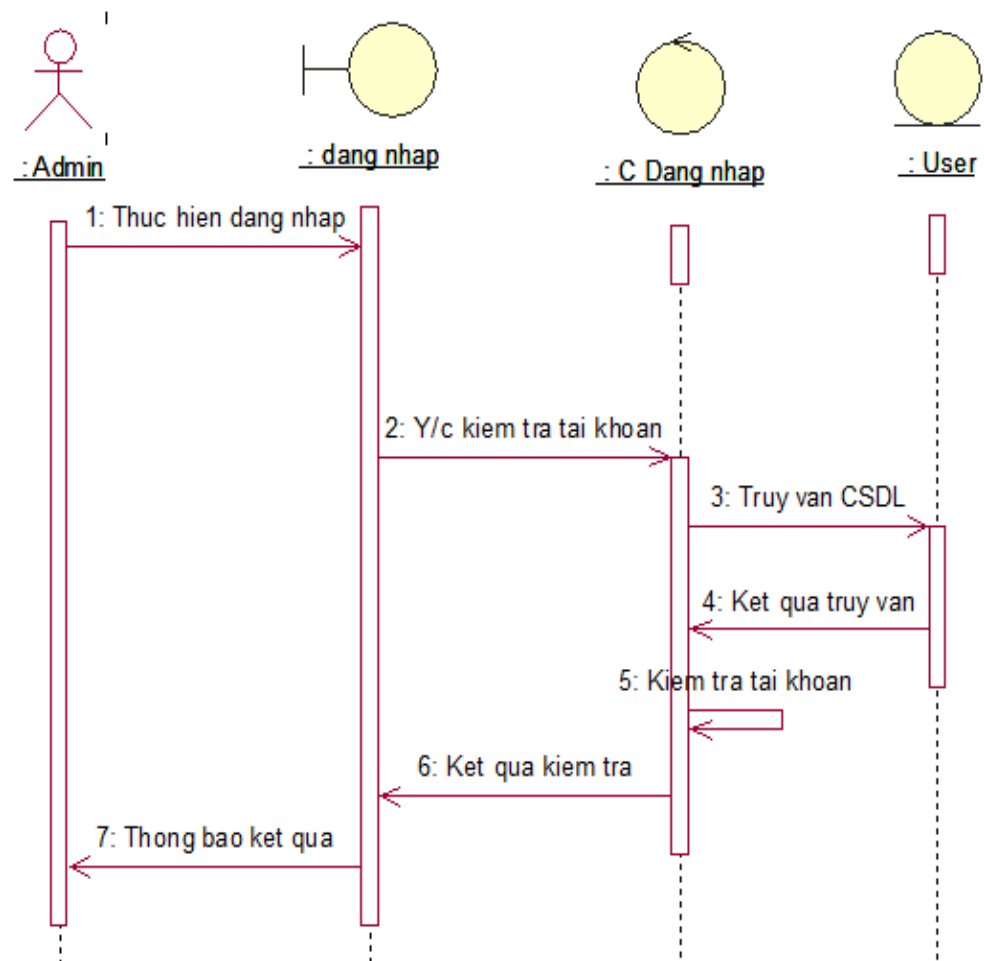 : Admin
: dang nhap
: C Dang nhap
: User
1: Thuc hien dang nhap
2: Y/c kiem tra tai khoan
3: Truy van CSDL
4: Ket qua truy van
5: Kiem tra tai khoan
6: Ket qua kiem tra
7: Thong bao ket qua